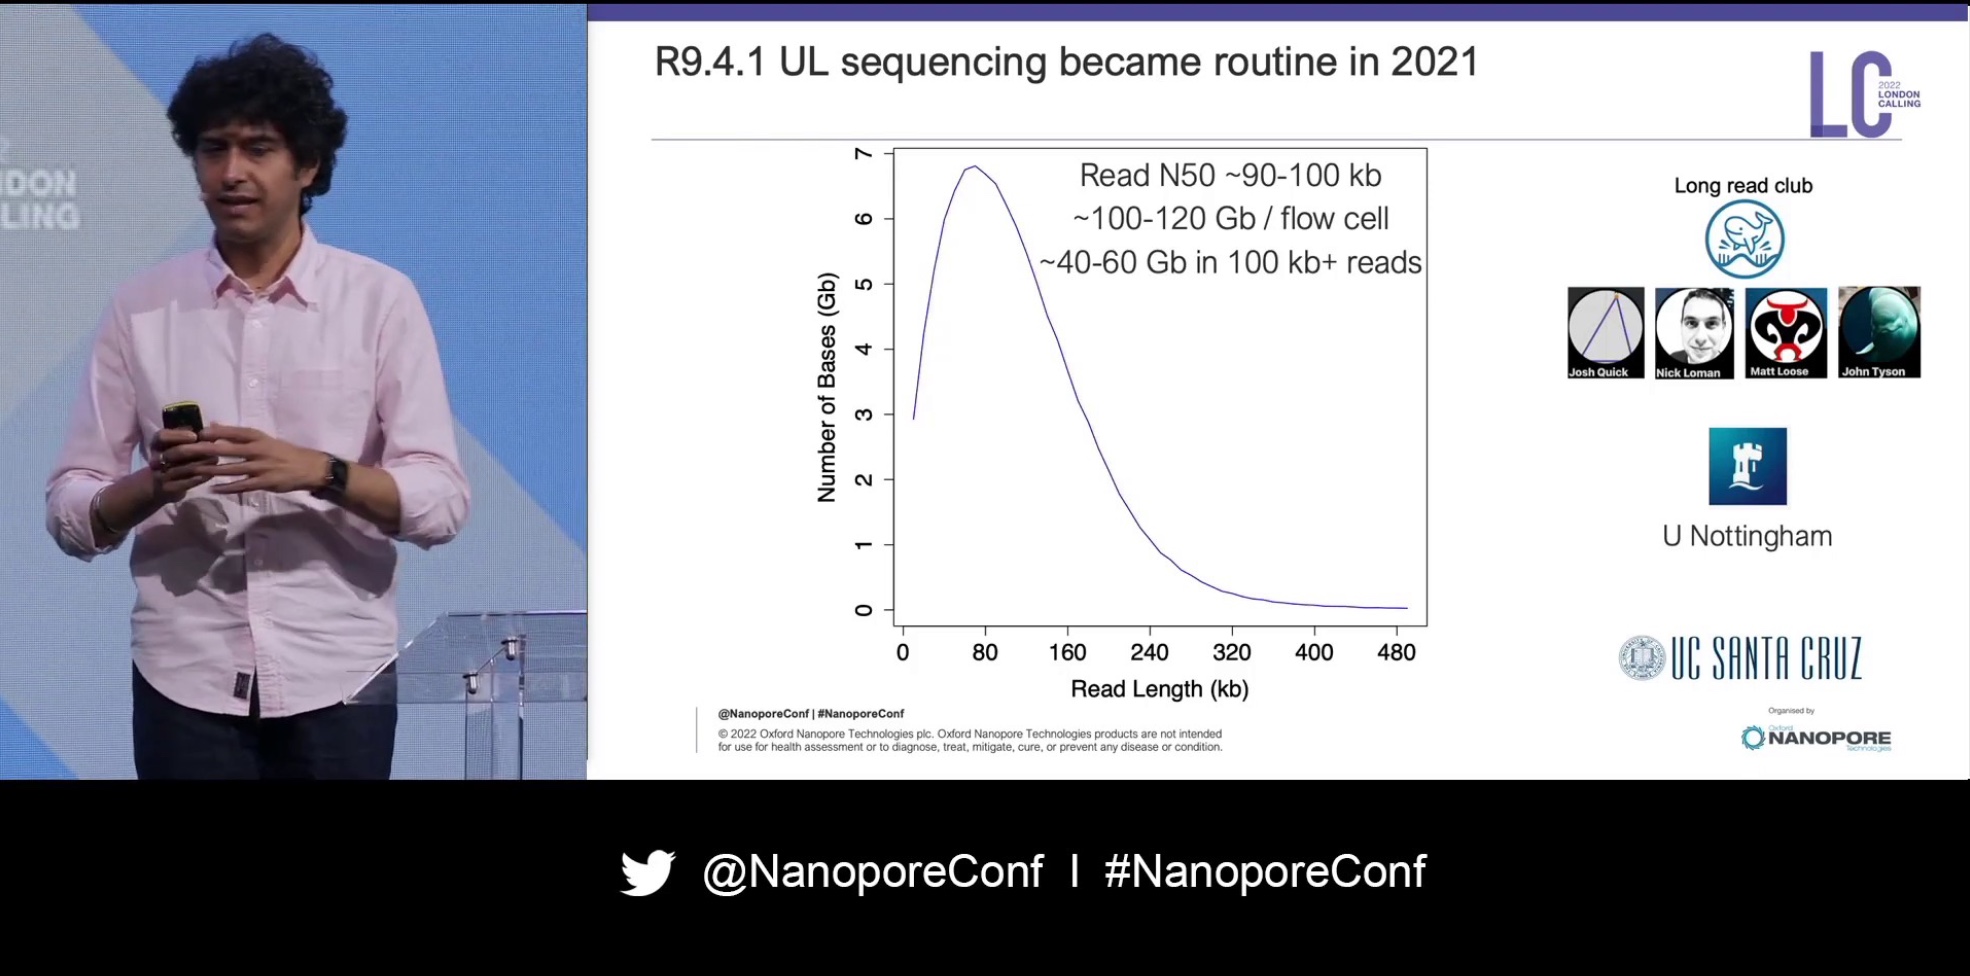 DON
LING
R9.4.1 UL sequencing became routine in 2021
LC
2022
LONDON
CALLING
Read N50 ~90-100 kb
~100-120 Gb / flow cell
~40-60 Gb in 100 kb+ reads
Number of Bases (Gb)
7
6
5
4
3
2
1
0
0 80 160 240 320 400 480
Read Length (kb)
Long read club
Josh Quick
Nick Loman
Matt Loose
John Tyson
U Nottingham
UC SANTA CRUZ
@NanoporeConf | #NanoporeConf
© 2022 Oxford Nanopore Technologies plc. Oxford Nanopore Technologies products are not intended
for use for health assessment or to diagnose, treat, mitigate, cure, or prevent any disease or condition.
Organised by
Oxford
NANOPORE
Technologies
@NanoporeConf | #NanoporeConf